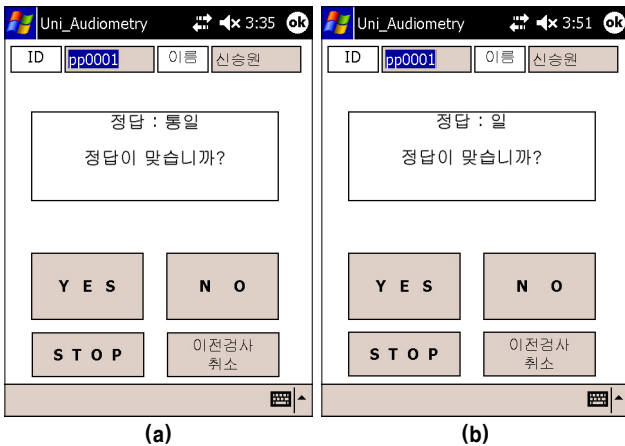 Uni_Audiometry 3:35 ok
ID pp0001 이름 신승원
정답 : 통일
정답이 맞습니까?
Y E S N O
S T O P 이전검사
취소
(a)
Uni_Audiometry 3:51 ok
ID pp0001 이름 신승원
정답 : 일
정답이 맞습니까?
Y E S N O
S T O P 이전검사
취소
(b)